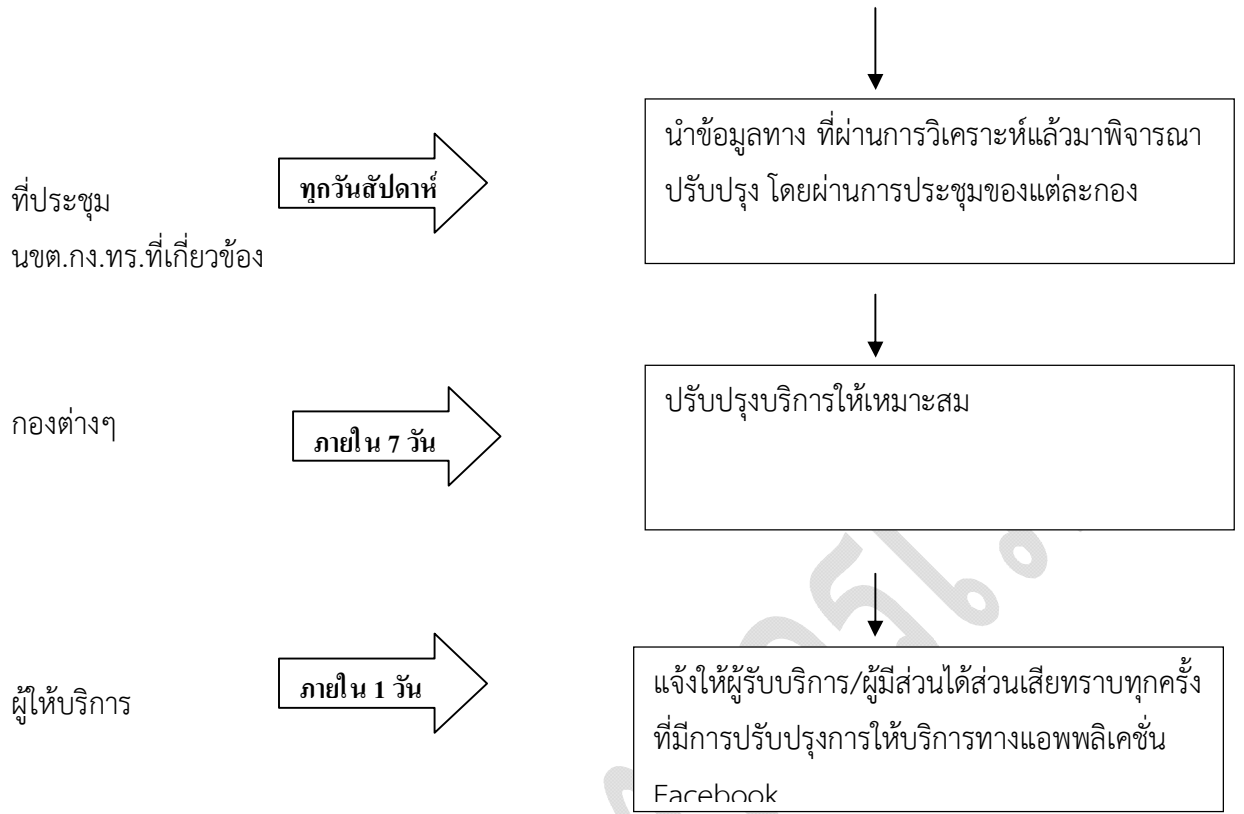 นำข้อมูลทาง ที่ผ่านการวิเคราะห์แล้วมาพิจารณา
ปรับปรุง โดยผ่านการประชุมของแต่ละกอง
ทุกวันสัปดาห์
ที่ประชุม
นขต.กง.ทร.ที่เกี่ยวข้อง
ปรับปรุงบริการให้เหมาะสม
กองต่างๆ
ภายใน 7 วัน
แจ้งให้ผู้รับบริการ/ผู้มีส่วนได้ส่วนเสียทราบทุกครั้ง
ที่มีการปรับปรุงการให้บริการทางแอพพลิเคชั่น
Facebook
ภายใน 1 วัน
ผู้ให้บริการ